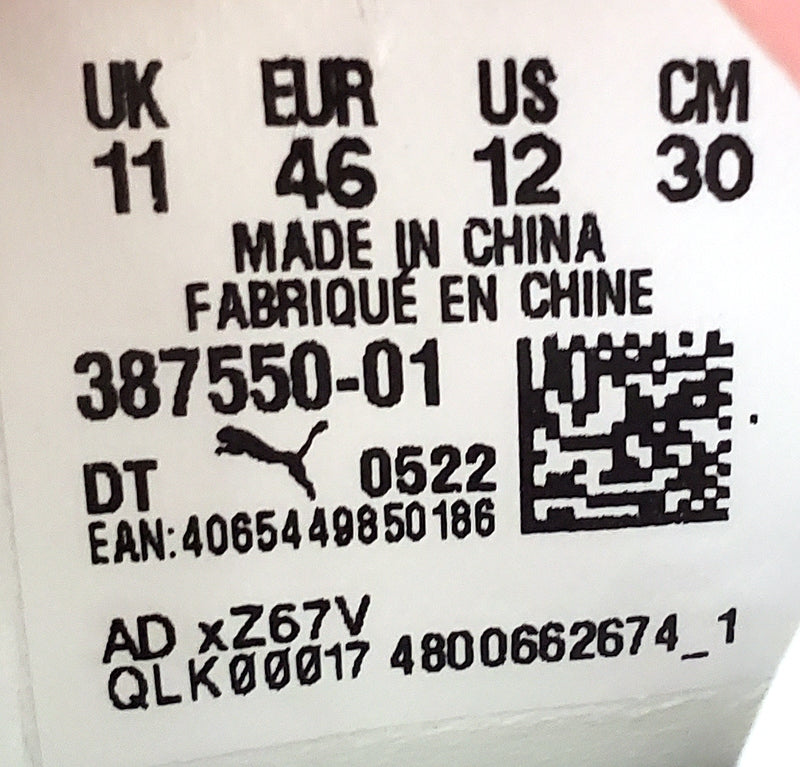 UK EUR US CM
11 46 12 30
MADE IN CHINA
FABRIQUÉ EN CHINE
387550-01
DT 0522
EAN:4065449850186
AD xZ67V
QLK00017 4800662674_1